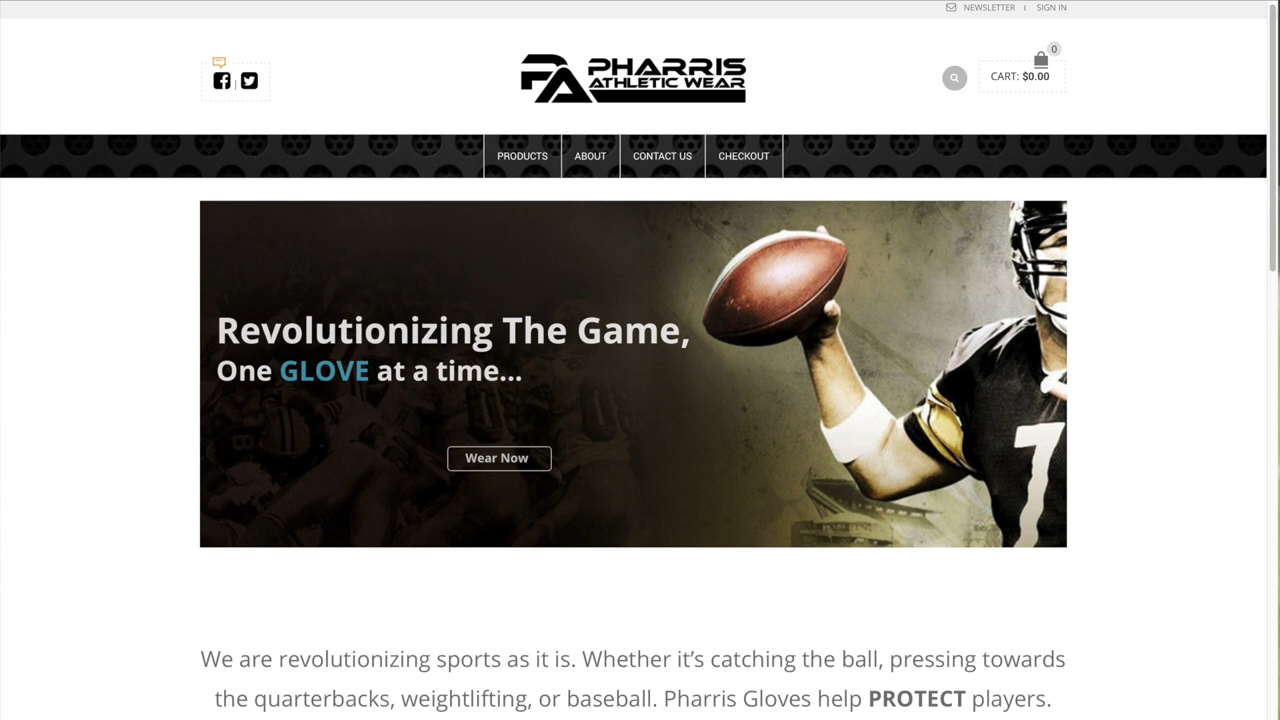 NEWSLETTER
SIGN IN
PA PHARRIS
ATHLETIC WEAR
0
CART: $0.00
PRODUCTS
ABOUT
CONTACT US
CHECKOUT
Revolutionizing The Game,
One GLOVE at a time...
Wear Now
7
We are revolutionizing sports as it is. Whether it’s catching the ball, pressing towards
the quarterbacks, weightlifting, or baseball. Pharris Gloves help PROTECT players.